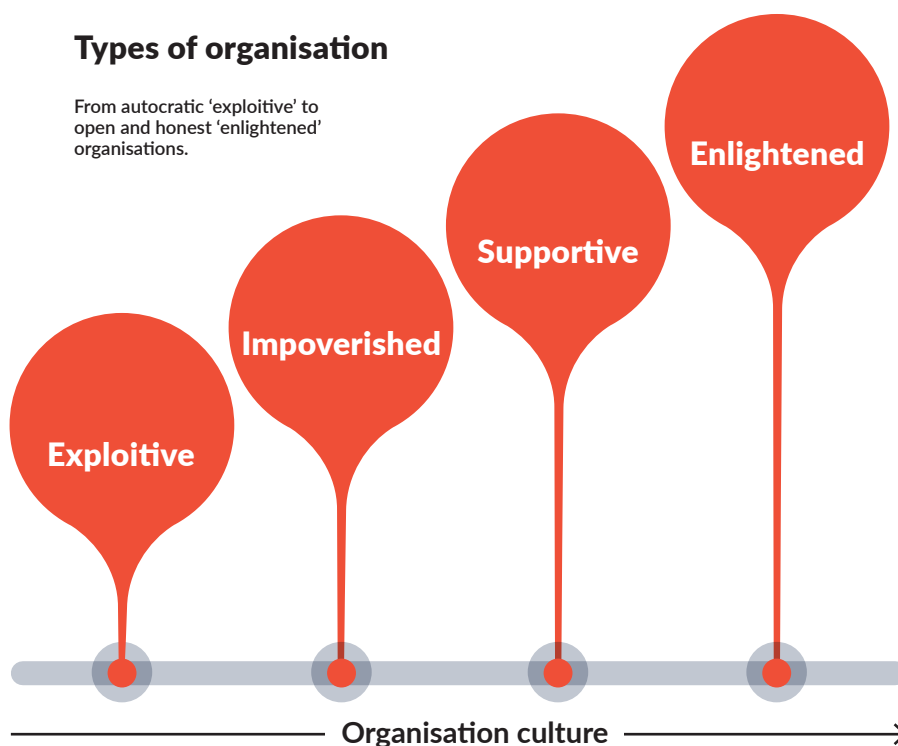 Types of organisation
From autocratic ‘exploitive’ to
open and honest ‘enlightened’
organisations.
Exploitive
Impoverished
Supportive
Enlightened
Organisation culture